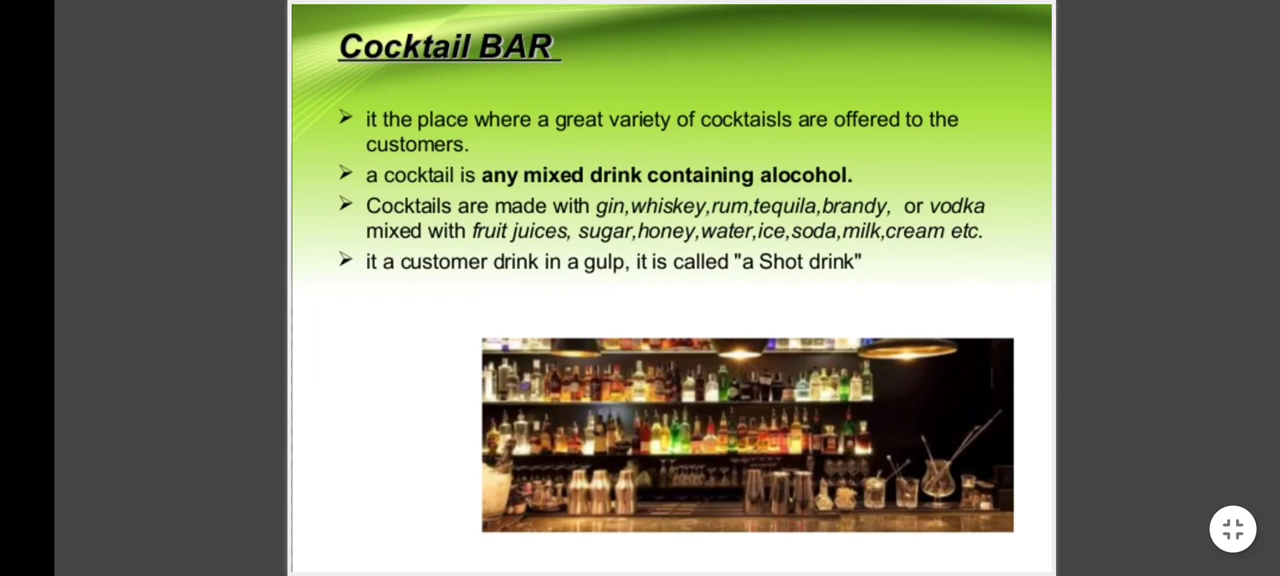 Cocktail BAR
it the place where a great variety of cocktaisls are offered to the
customers.
a cocktail is any mixed drink containing alocohol.
Cocktails are made with gin,whiskey,rum,tequila,brandy, or vodka
mixed with fruit juices, sugar,honey,water,ice,soda,milk,cream etc.
it a customer drink in a gulp, it is called "a Shot drink"